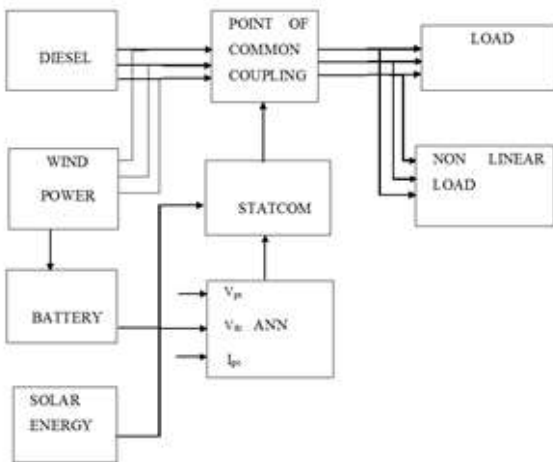 DIESEL
POINT OF
COMMON
COUPLING
LOAD
WIND
POWER
NON LINEAR
LOAD
STATCOM
BATTERY
ANN
SOLAR
ENERGY